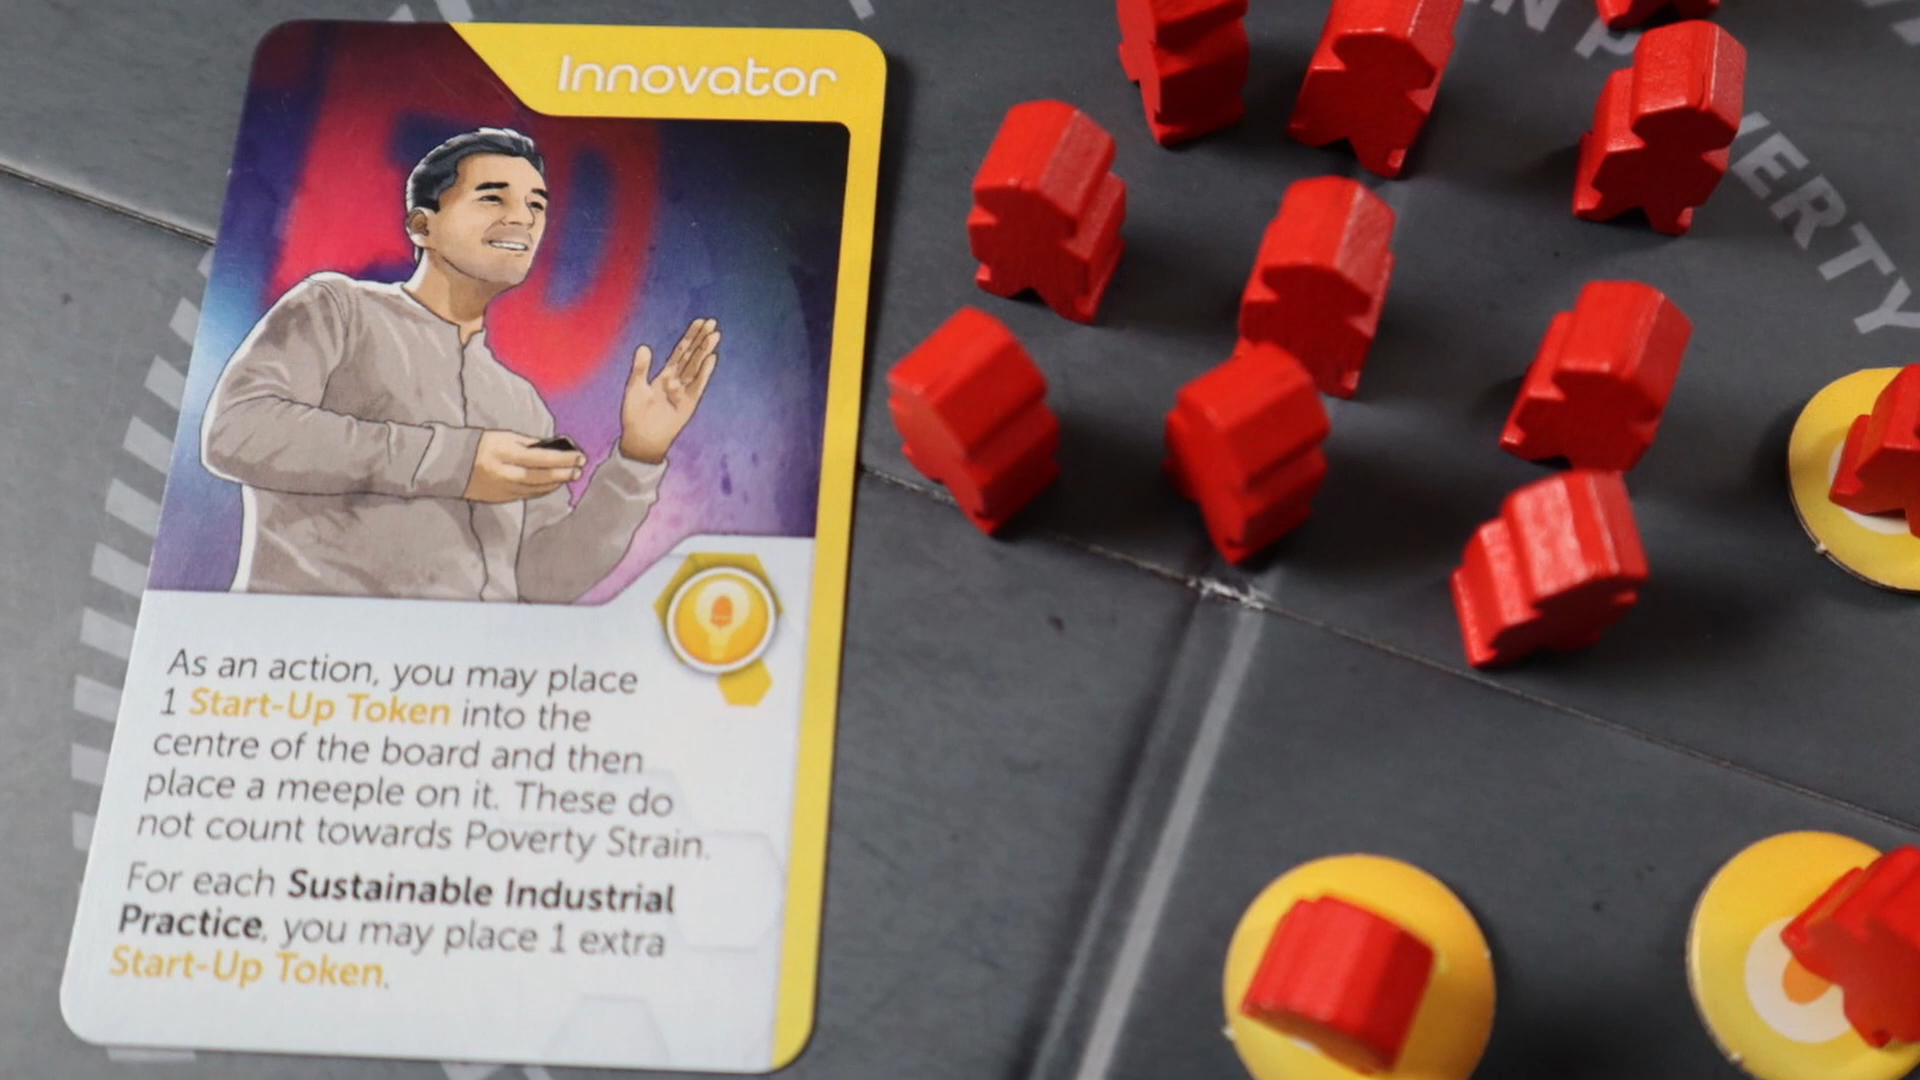 Innovator
As an action, you may place
1 Start-Up Token into the
centre of the board and then
place a meeple on it. These do
not count towards Poverty Strain.
For each Sustainable Industrial
Practice, you may place 1 extra
Start-Up Token.
IN P
VERTY